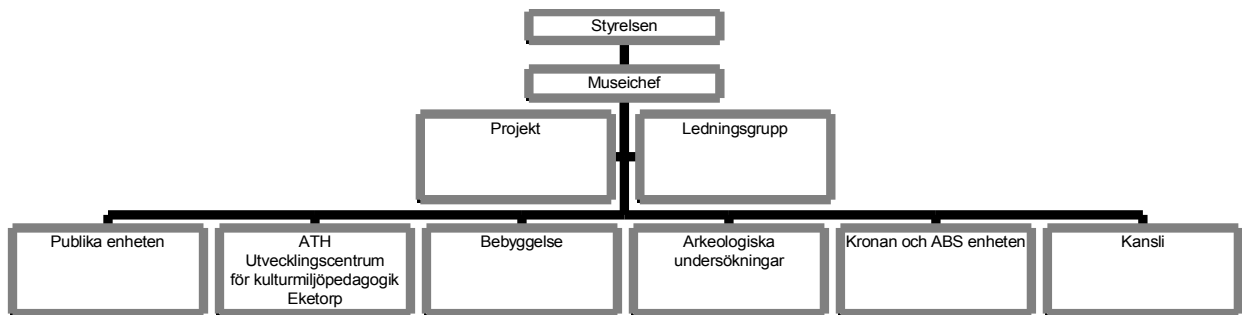 Styrelsen
Museichef
Projekt
Ledningsgrupp
Publika enheten
ATH
Utvecklingscentrum
för kulturmiljöpedagogik
Eketorp
Bebyggelse
Arkeologiska
undersökningar
Kronan och ABS enheten
Kansli